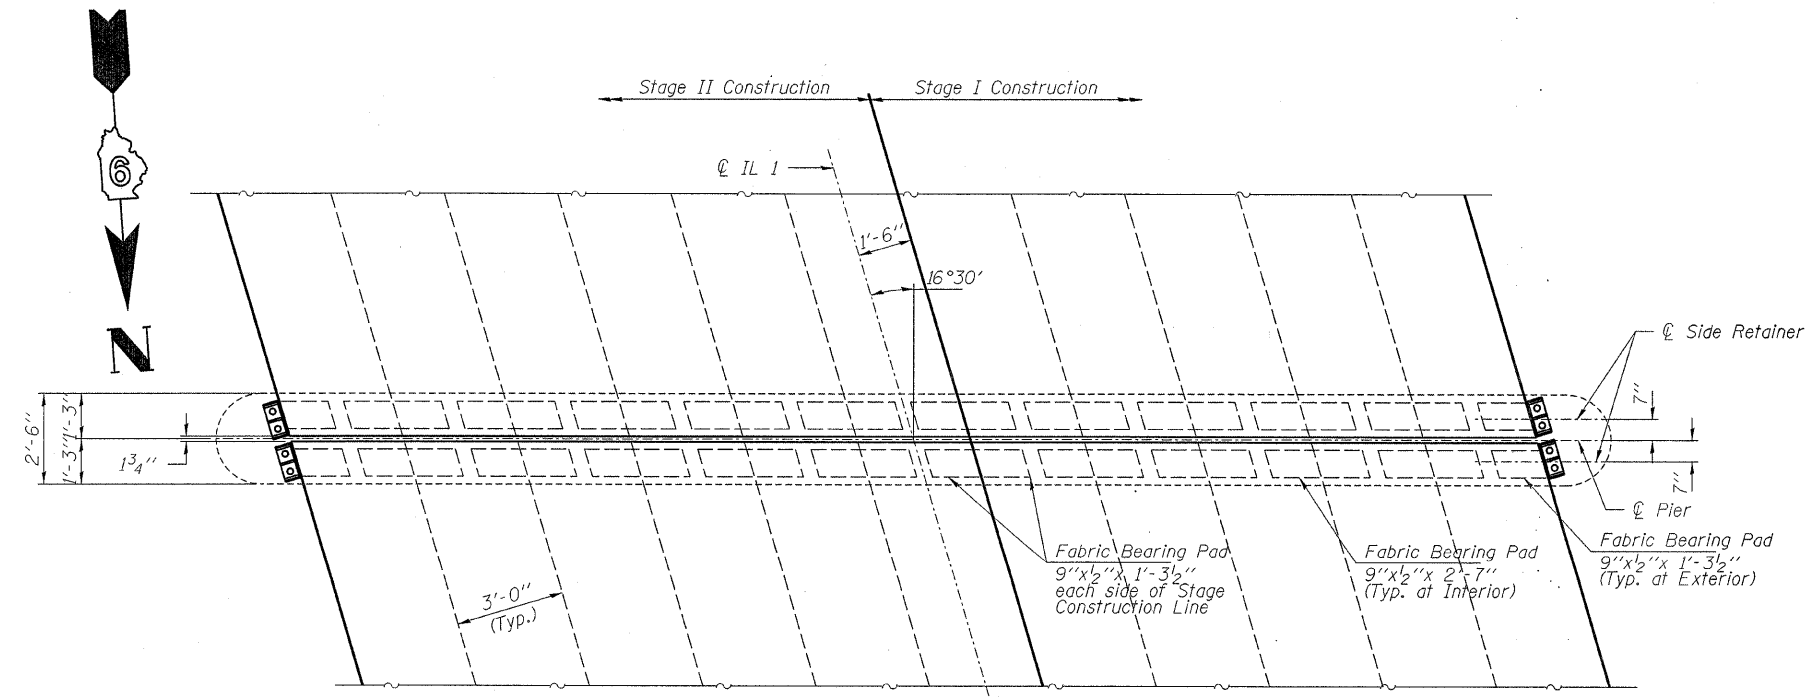 Stage II Construction
Stage I Construction
℄ IL 1
6
1'-6"
16°30'
N
℄ Side Retainer
7"
2'-6"
1'-3"
1'-3"
1¾"
7"
℄ Pier
Fabric Bearing Pad
9"x½"x 1'-3½"
each side of Stage
Construction Line
Fabric Bearing Pad
9"x½"x 2'-7"
(Typ. at Interior)
Fabric Bearing Pad
9"x½"x 1'-3½"
(Typ. at Exterior)
3'-0"
(Typ.)